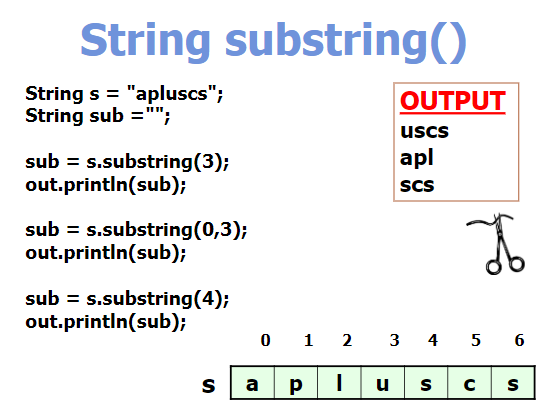 String substring()
String s = "apluscs";
String sub ="";
sub = s.substring(3);
out.println(sub);
sub = s.substring(0,3);
out.println(sub);
sub = s.substring(4);
out.println(sub);
OUTPUT
uscs
apl
scs
0 1 2 3 4 5 6
s a p l u s c s